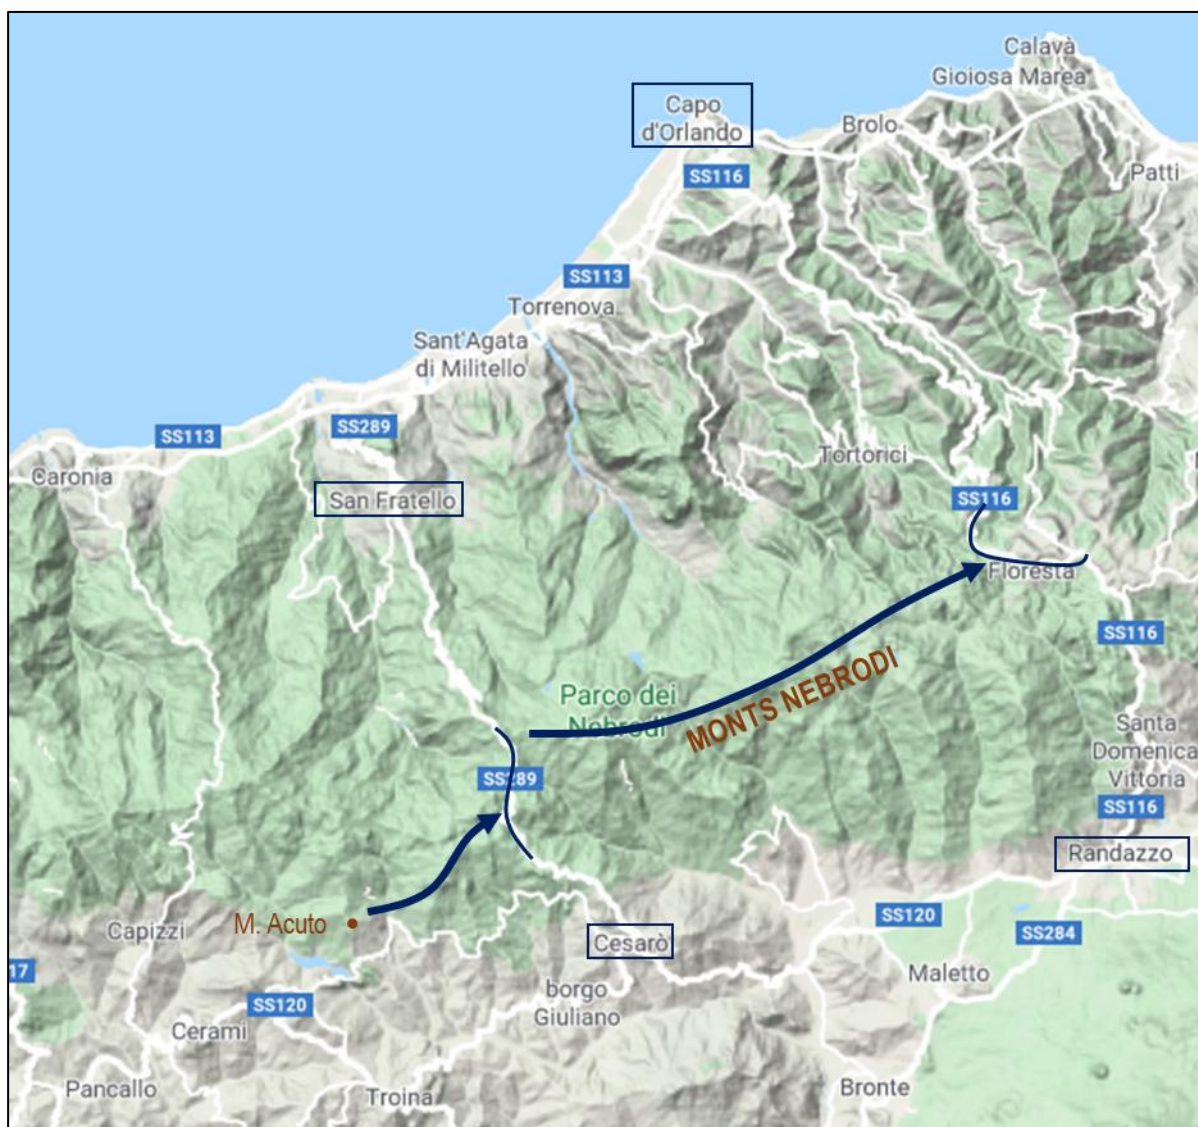 Calavà
Gioiosa Marea
Capo
d'Orlando
Brolo
SS116
Patti
SS113
Torrenova
Sant'Agata
di Militello
SS289
SS113
Caronia
Tortorici
San Fratello
SS116
Floresta
SS116
Parco dei
Nebrodi
MONTS NEBRODI
Santa
Domenica
Vittoria
SS289
SS116
Randazzo
M. Acuto
Capizzi
SS120
Cesarò
SS284
17
Maletto
borgo
Giuliano
SS120
Cerami
Pancallo
Troina
Bronte